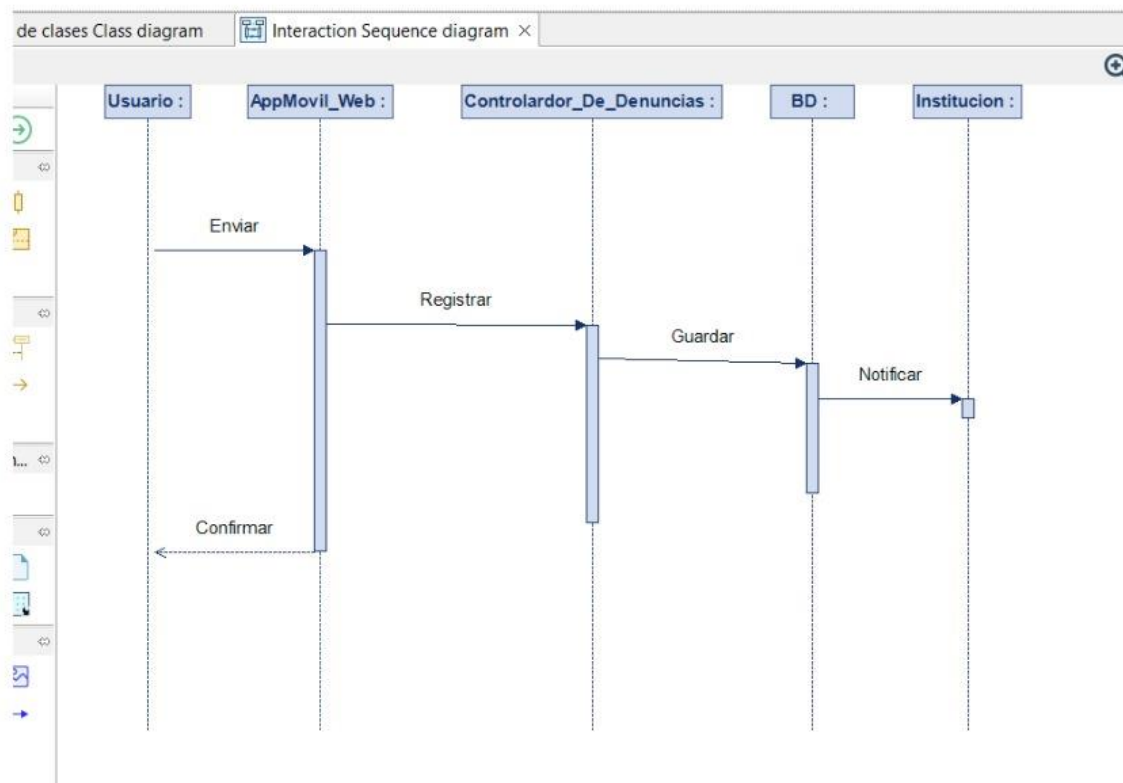 de clases Class diagram
Interaction Sequence diagram
Usuario :
AppMovil_Web :
Controlardor_De_Denuncias :
BD :
Institucion :
Enviar
Registrar
Guardar
Notificar
Confirmar